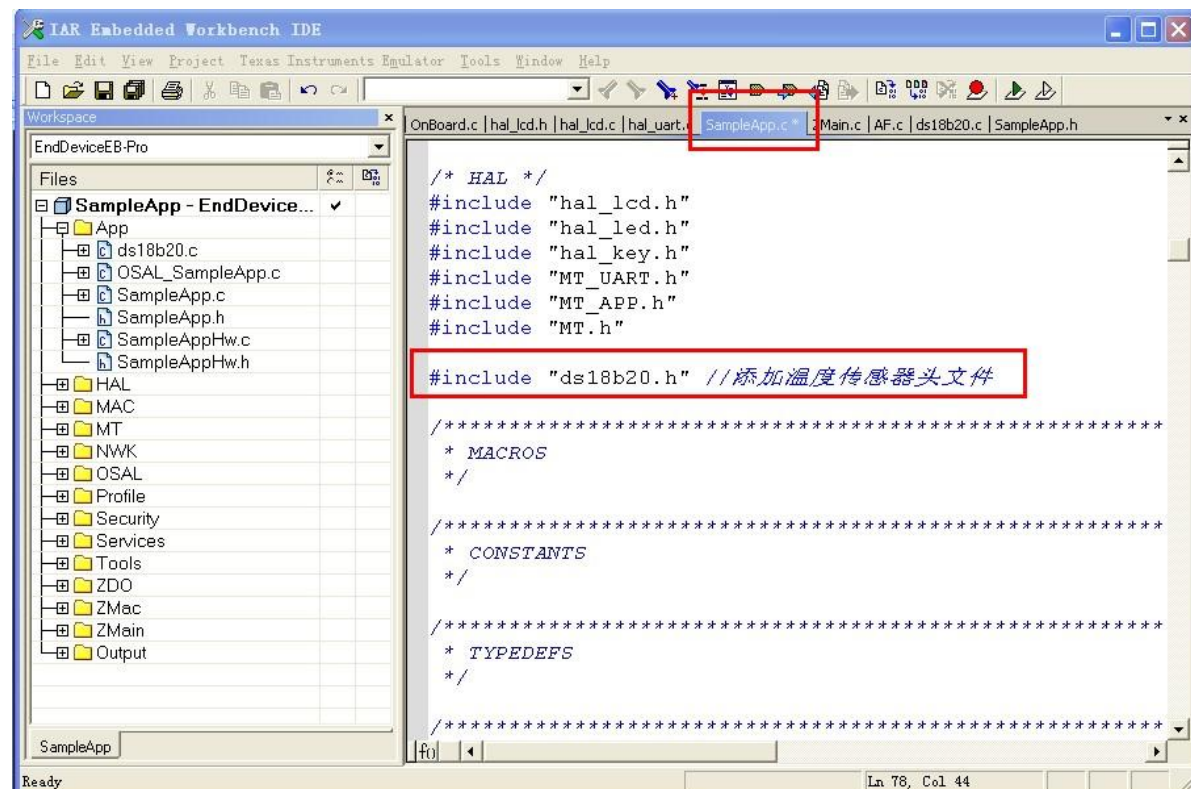 IAR Embedded Workbench IDE
File Edit View Project Texas Instruments Emulator Tools Window Help
Workspace
EndDeviceEB-Pro
Files
SampleApp - EndDevice...
App
ds18b20.c
OSAL_SampleApp.c
SampleApp.c
SampleApp.h
SampleAppHw.c
SampleAppHw.h
HAL
MAC
MT
NWK
OSAL
Profile
Security
Services
Tools
ZDO
ZMac
ZMain
Output
SampleApp
OnBoard.c | hal_lcd.h | hal_lcd.c | hal_uart. SampleApp.c * ZMain.c | AF.c | ds18b20.c | SampleApp.h
/* HAL */
#include "hal_lcd.h"
#include "hal_led.h"
#include "hal_key.h"
#include "MT_UART.h"
#include "MT_APP.h"
#include "MT.h"
#include "ds18b20.h" //添加温度传感器头文件
/*******************************************************
* MACROS
*/
/*******************************************************
* CONSTANTS
*/
/*******************************************************
* TYPEDEFS
*/
/*******************************************************
f()
Ready
Ln 78, Col 44